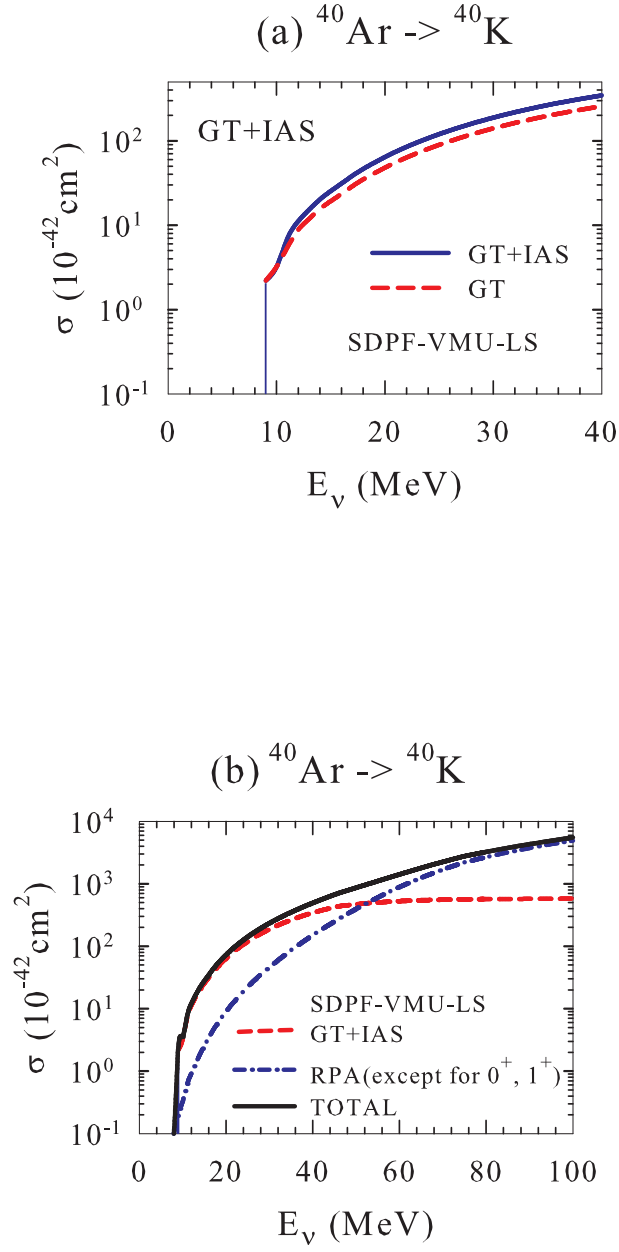 (a) ⁴⁰Ar -> ⁴⁰K
GT+IAS
GT+IAS
GT
SDPF-VMU-LS
σ (10⁻⁴²cm²)
10²
10¹
10⁰
10⁻¹
0 10 20 30 40
E_ν (MeV)
(b) ⁴⁰Ar -> ⁴⁰K
σ (10⁻⁴²cm²)
10⁴
10³
10²
10¹
10⁰
10⁻¹
SDPF-VMU-LS
GT+IAS
RPA(except for 0⁺, 1⁺)
TOTAL
0 20 40 60 80 100
E_ν (MeV)